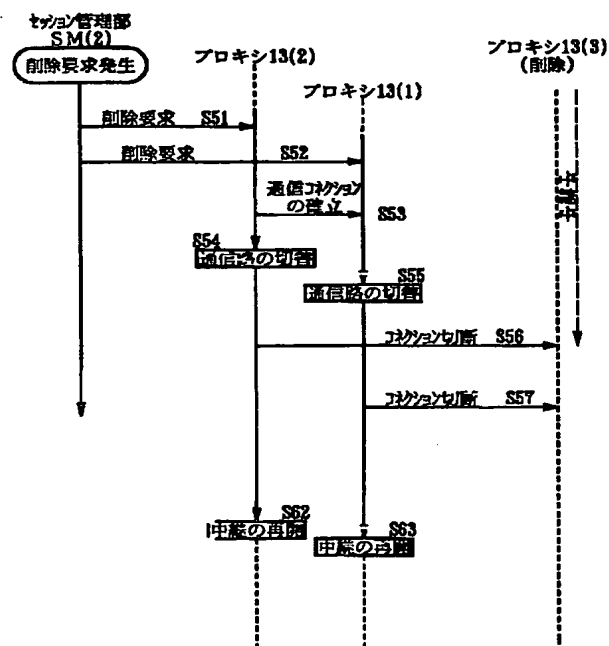 セッション管理部
SM(2)
削除要求発生
プロキシ13(2)
プロキシ13(1)
プロキシ13(3)
(削除)
削除要求 S51
削除要求 S52
通信コネクション
の確立 S53
S54
通信路の切替
S55
通信路の切替
コネクション切断 S56
コネクション切断 S57
S62
中継の再開
S63
中継の再開